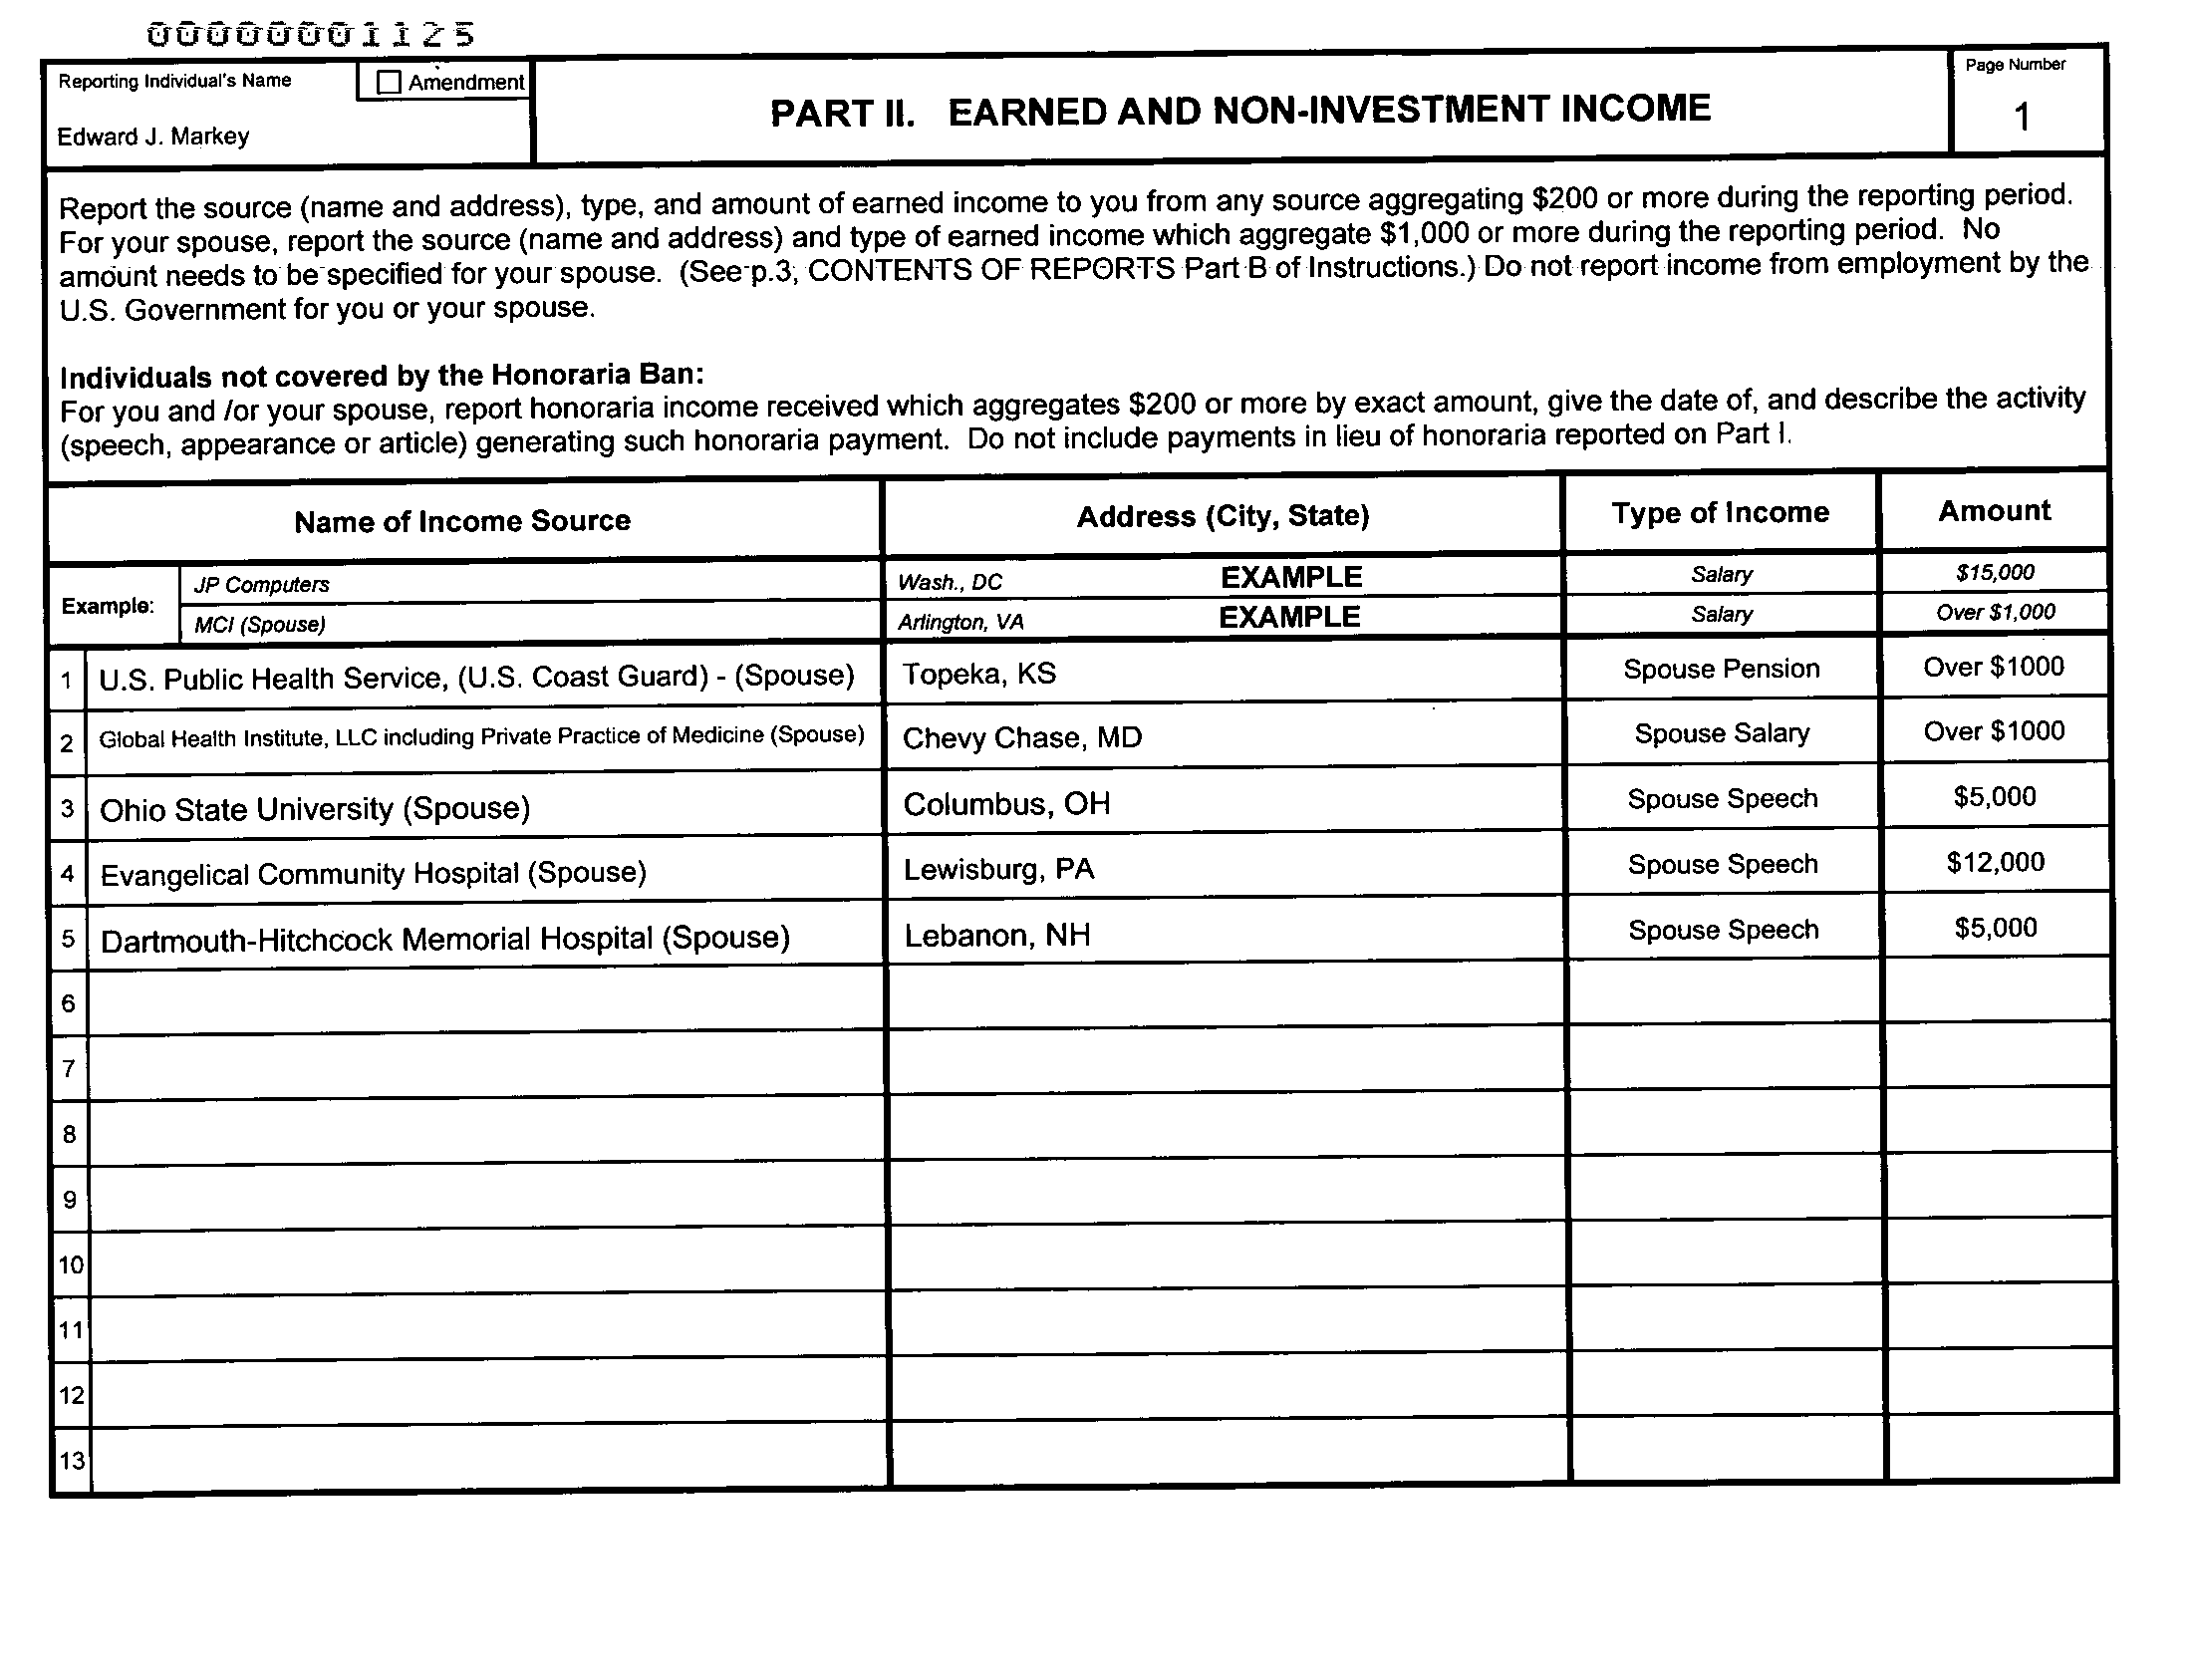 00000001125
Reporting Individual's Name
Amendment
Edward J. Markey
PART II. EARNED AND NON-INVESTMENT INCOME
Page Number
1
Report the source (name and address), type, and amount of earned income to you from any source aggregating $200 or more during the reporting period.
For your spouse, report the source (name and address) and type of earned income which aggregate $1,000 or more during the reporting period. No
amount needs to be specified for your spouse. (See p.3, CONTENTS OF REPORTS Part B of Instructions.) Do not report income from employment by the
U.S. Government for you or your spouse.
Individuals not covered by the Honoraria Ban:
For you and /or your spouse, report honoraria income received which aggregates $200 or more by exact amount, give the date of, and describe the activity
(speech, appearance or article) generating such honoraria payment. Do not include payments in lieu of honoraria reported on Part I.
Name of Income Source Address (City, State) Type of Income Amount
Example:
JP Computers Wash., DC EXAMPLE Salary $15,000
MCI (Spouse) Arlington, VA EXAMPLE Salary Over $1,000
1 U.S. Public Health Service, (U.S. Coast Guard) - (Spouse) Topeka, KS Spouse Pension Over $1000
2 Global Health Institute, LLC including Private Practice of Medicine (Spouse) Chevy Chase, MD Spouse Salary Over $1000
3 Ohio State University (Spouse) Columbus, OH Spouse Speech $5,000
4 Evangelical Community Hospital (Spouse) Lewisburg, PA Spouse Speech $12,000
5 Dartmouth-Hitchcock Memorial Hospital (Spouse) Lebanon, NH Spouse Speech $5,000
6
7
8
9
10
11
12
13